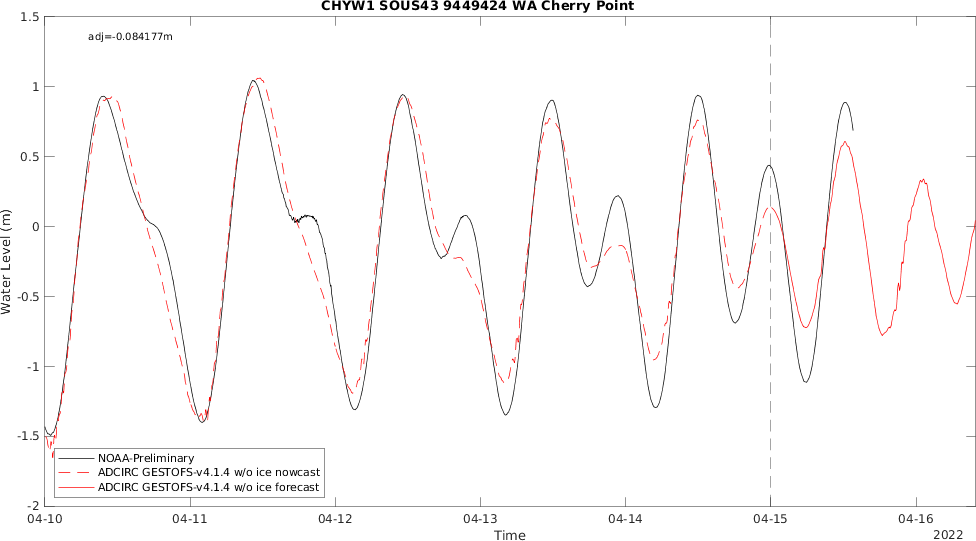 CHYW1 SOUS43 9449424 WA Cherry Point
adj=-0.084177m
1.5
1
0.5
0
-0.5
-1
-1.5
-2
Water Level (m)
NOAA-Preliminary
ADCIRC GESTOFS-v4.1.4 w/o ice nowcast
ADCIRC GESTOFS-v4.1.4 w/o ice forecast
04-10 04-11 04-12 04-13 04-14 04-15 04-16
Time
2022